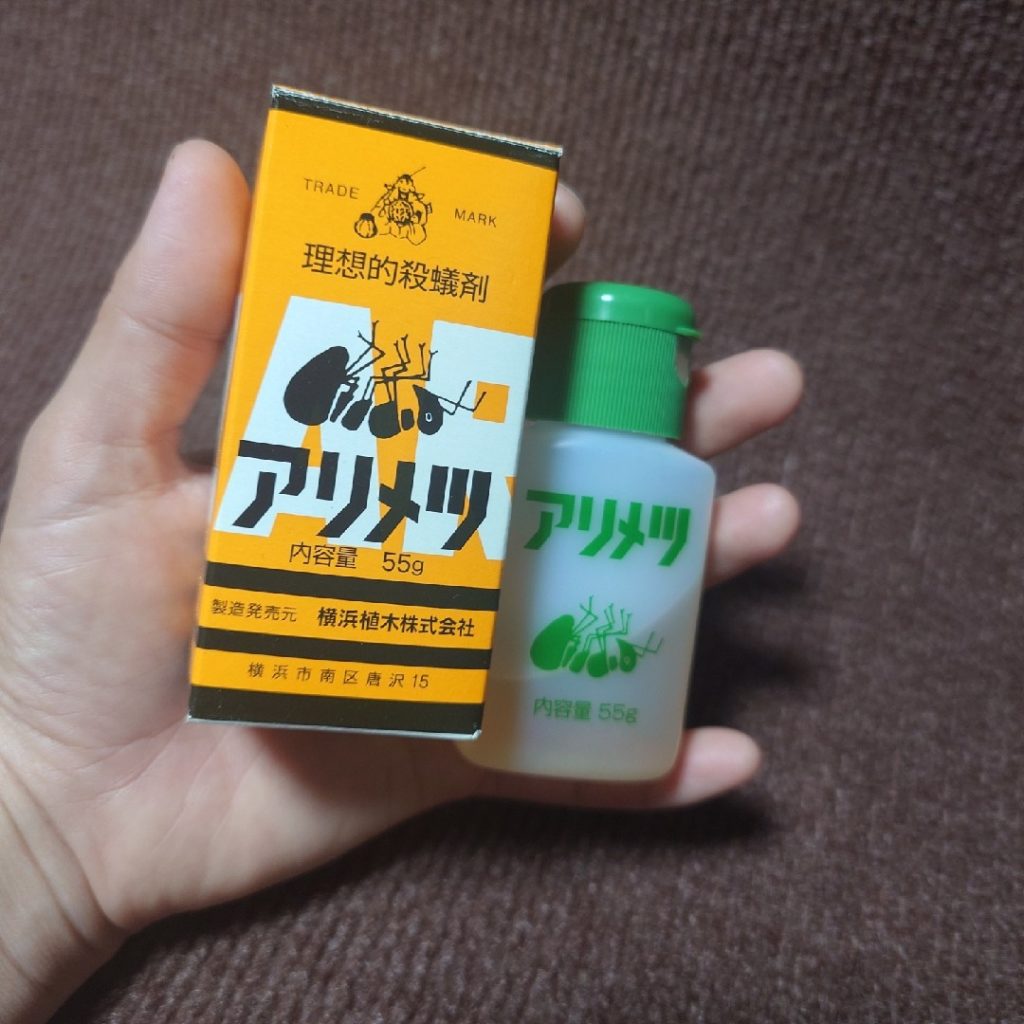 TRADE MARK
理想的殺蟻剤
アリメツ
内容量 55g
製造発売元 横浜植木株式会社
横浜市南区唐沢15
アリメツ
内容量 55g